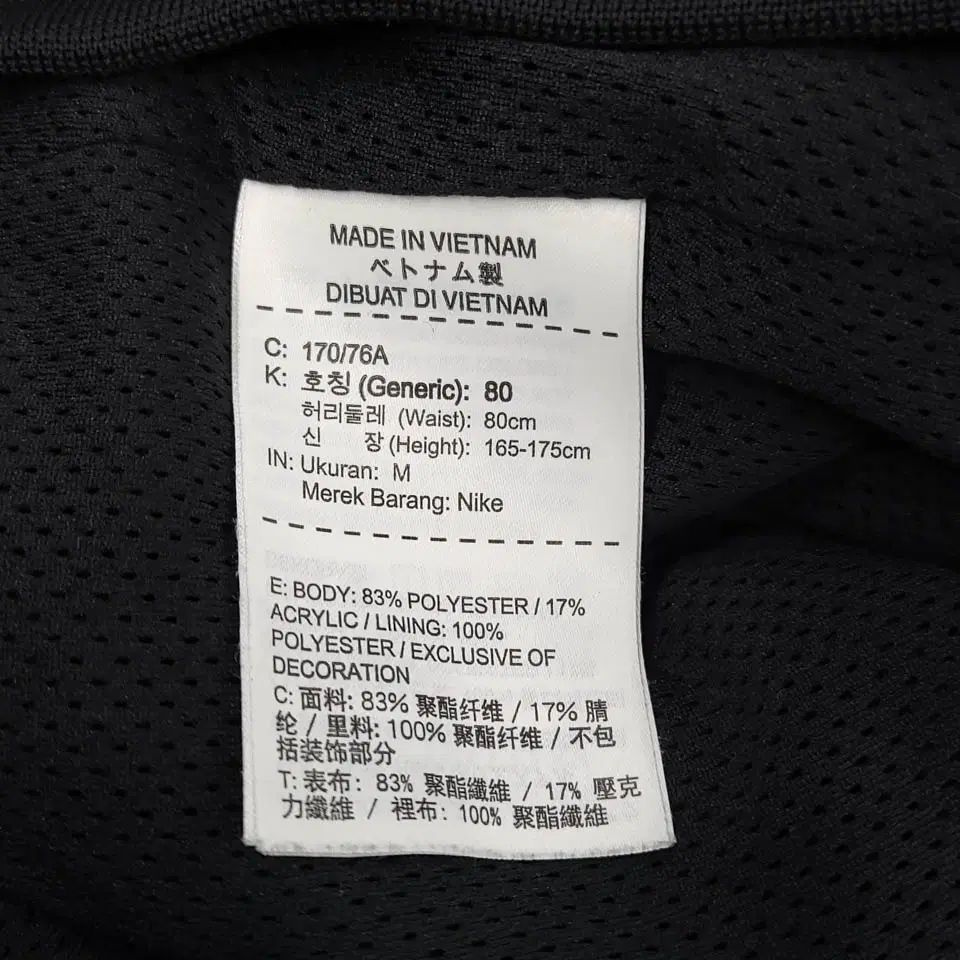 MADE IN VIETNAM
ベトナム製
DIBUAT DI VIETNAM
C: 170/76A
K: 호칭 (Generic): 80
허리둘레 (Waist): 80cm
신 장 (Height): 165-175cm
IN: Ukuran: M
Merek Barang: Nike
E: BODY: 83% POLYESTER / 17%
ACRYLIC / LINING: 100%
POLYESTER / EXCLUSIVE OF
DECORATION
C: 面料: 83% 聚酯纤维 / 17% 腈
纶 / 里料: 100% 聚酯纤维 / 不包
括装饰部分
T: 表布: 83% 聚酯纖維 / 17% 壓克
力纖維 / 裡布: 100% 聚酯纖維